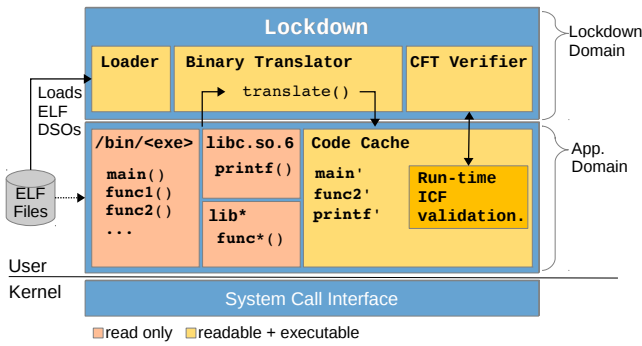 Lockdown
Lockdown
Domain
Loader
Binary Translator
CFT Verifier
translate()
Loads
ELF
DSOs
/bin/<exe>
main()
func1()
func2()
...
libc.so.6
printf()
lib*
func*()
Code Cache
main'
func2'
printf'
Run-time
ICF
validation.
App.
Domain
ELF
Files
User
Kernel
System Call Interface
read only
readable + executable